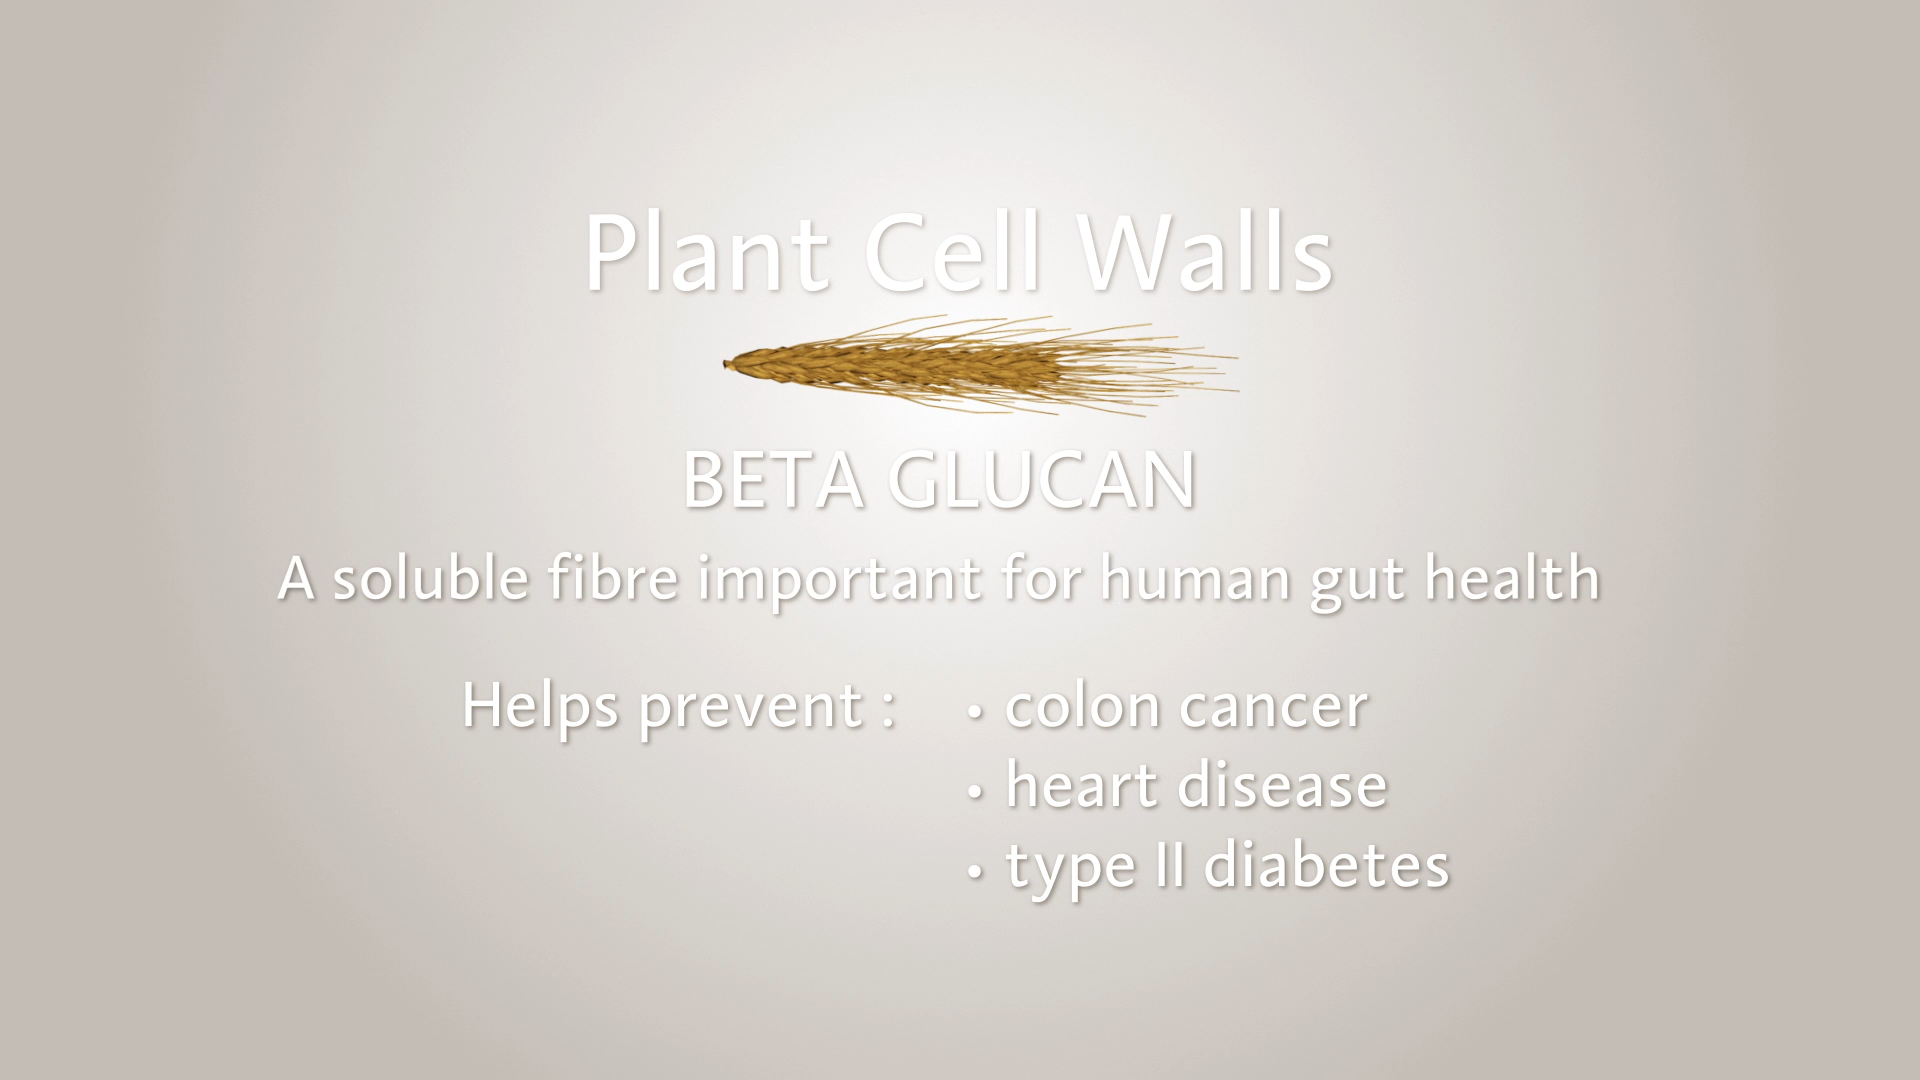 Plant Cell Walls
BETA GLUCAN
A soluble fibre important for human gut health
Helps prevent : • colon cancer
• heart disease
• type II diabetes